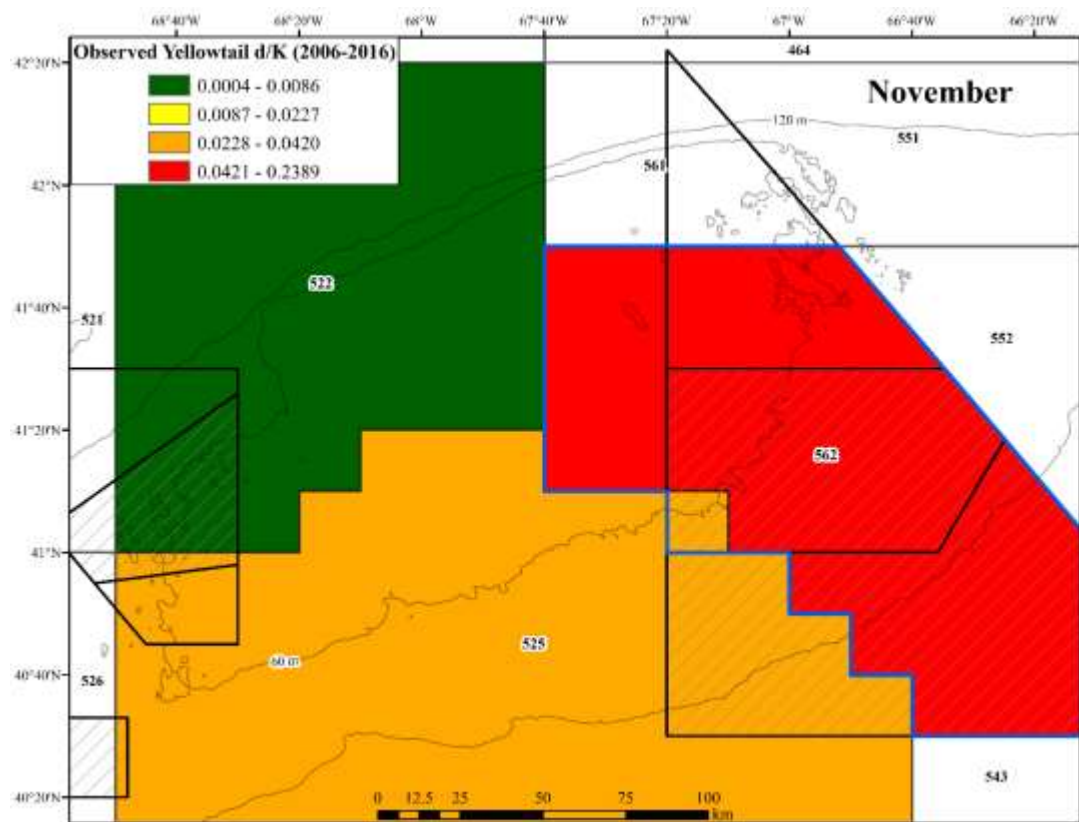 68°40'W 68°20'W 68°W 67°40'W 67°20'W 67°W 66°40'W 66°20'W
42°20'N
42°N
41°40'N
41°20'N
41°N
40°40'N
40°20'N
Observed Yellowtail d/K (2006-2016)
0.0004 - 0.0086
0.0087 - 0.0227
0.0228 - 0.0420
0.0421 - 0.2389
November
464
120 m
551
561
522
521
552
562
525
60 m
526
543
0 12.5 25 50 75 100
km